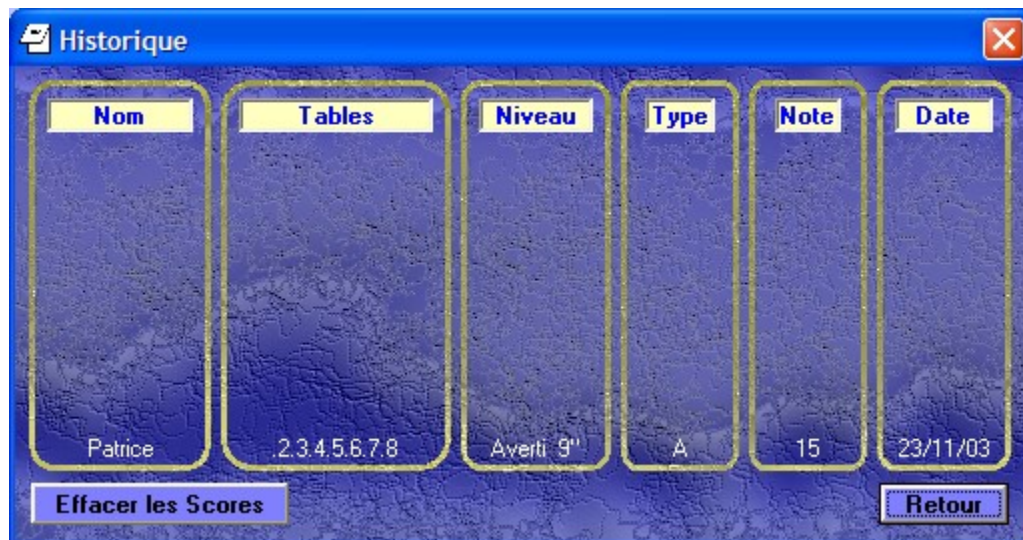 Historique
Nom Tables Niveau Type Note Date
Patrice .2.3.4.5.6.7.8 Averti 9'' A 15 23/11/03
Effacer les Scores Retour